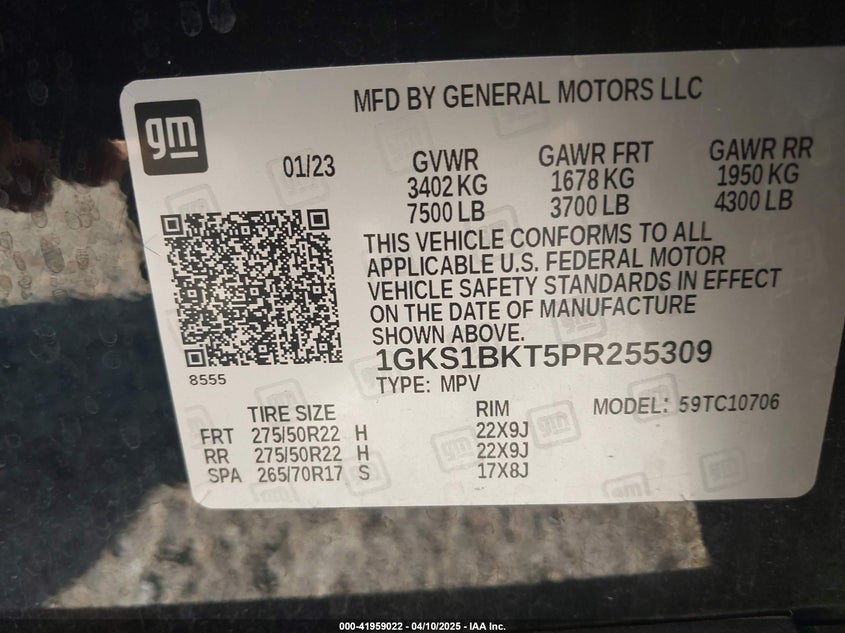 MFD BY GENERAL MOTORS LLC
gm
01/23
GVWR GAWR FRT GAWR RR
3402 KG 1678 KG 1950 KG
7500 LB 3700 LB 4300 LB
THIS VEHICLE CONFORMS TO ALL
APPLICABLE U.S. FEDERAL MOTOR
VEHICLE SAFETY STANDARDS IN EFFECT
ON THE DATE OF MANUFACTURE
SHOWN ABOVE.
1GKS1BKT5PR255309
8555
TYPE: MPV
TIRE SIZE RIM MODEL: 59TC10706
FRT 275/50R22 H 22X9J
RR 275/50R22 H 22X9J
SPA 265/70R17 S 17X8J
000-41959022 - 04/10/2025 - IAA Inc.